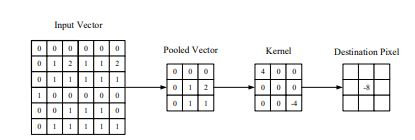 Input Vector
0 0 0 0 0 0
0 1 2 1 1 2
0 1 1 1 1 1
1 0 0 0 0 0
0 0 1 1 1 0
0 1 1 1 1 1
Pooled Vector
0 0 0
0 1 2
0 1 1
Kernel
4 0 0
0 0 0
0 0 -4
Destination Pixel
-8